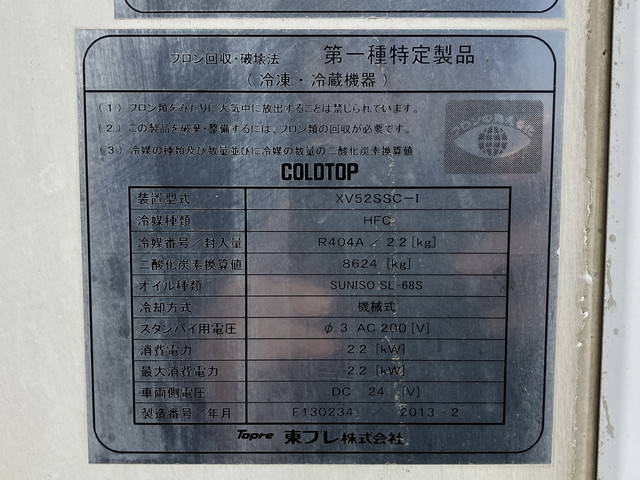 フロン回収・破壊法 第一種特定製品
（冷凍・冷蔵機器）
(1) フロン類をみだりに大気中に放出することは禁じられています。
(2) この製品を破棄・整備するには、フロン類の回収が必要です。
(3) 冷媒の種類及び数量並びに冷媒の数量の二酸化炭素換算値
フロンの見える化
COLDTOP
装置型式 XV52SSC-I
冷媒種類 HFC
冷媒番号/封入量 R404A / 2.2 [kg]
二酸化炭素換算値 8624 [kg]
オイル種類 SUNISO SL-68S
冷却方式 機械式
スタンバイ用電圧 φ3 AC 200 [V]
消費電力 2.2 [kW]
最大消費電力 2.2 [kW]
車両側電圧 DC 24 [V]
製造番号/年月 E130234 / 2013-2
Topre 東プレ株式会社